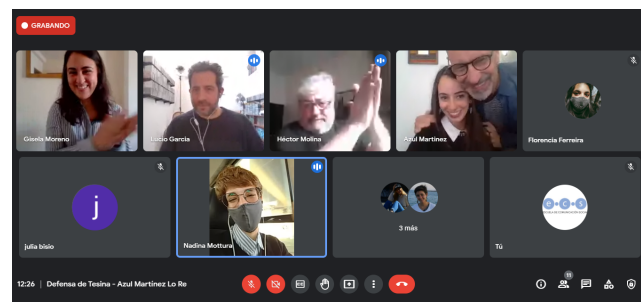 GRABANDO
Gisela Moreno
Lucio Garcia
Héctor Molina
Azul Martinez
Florencia Ferreira
j
julia bisio
Nadina Mottura
3 más
e·c·s
Tú
12:26 | Defensa de Tesina - Azul Martínez Lo Re
11